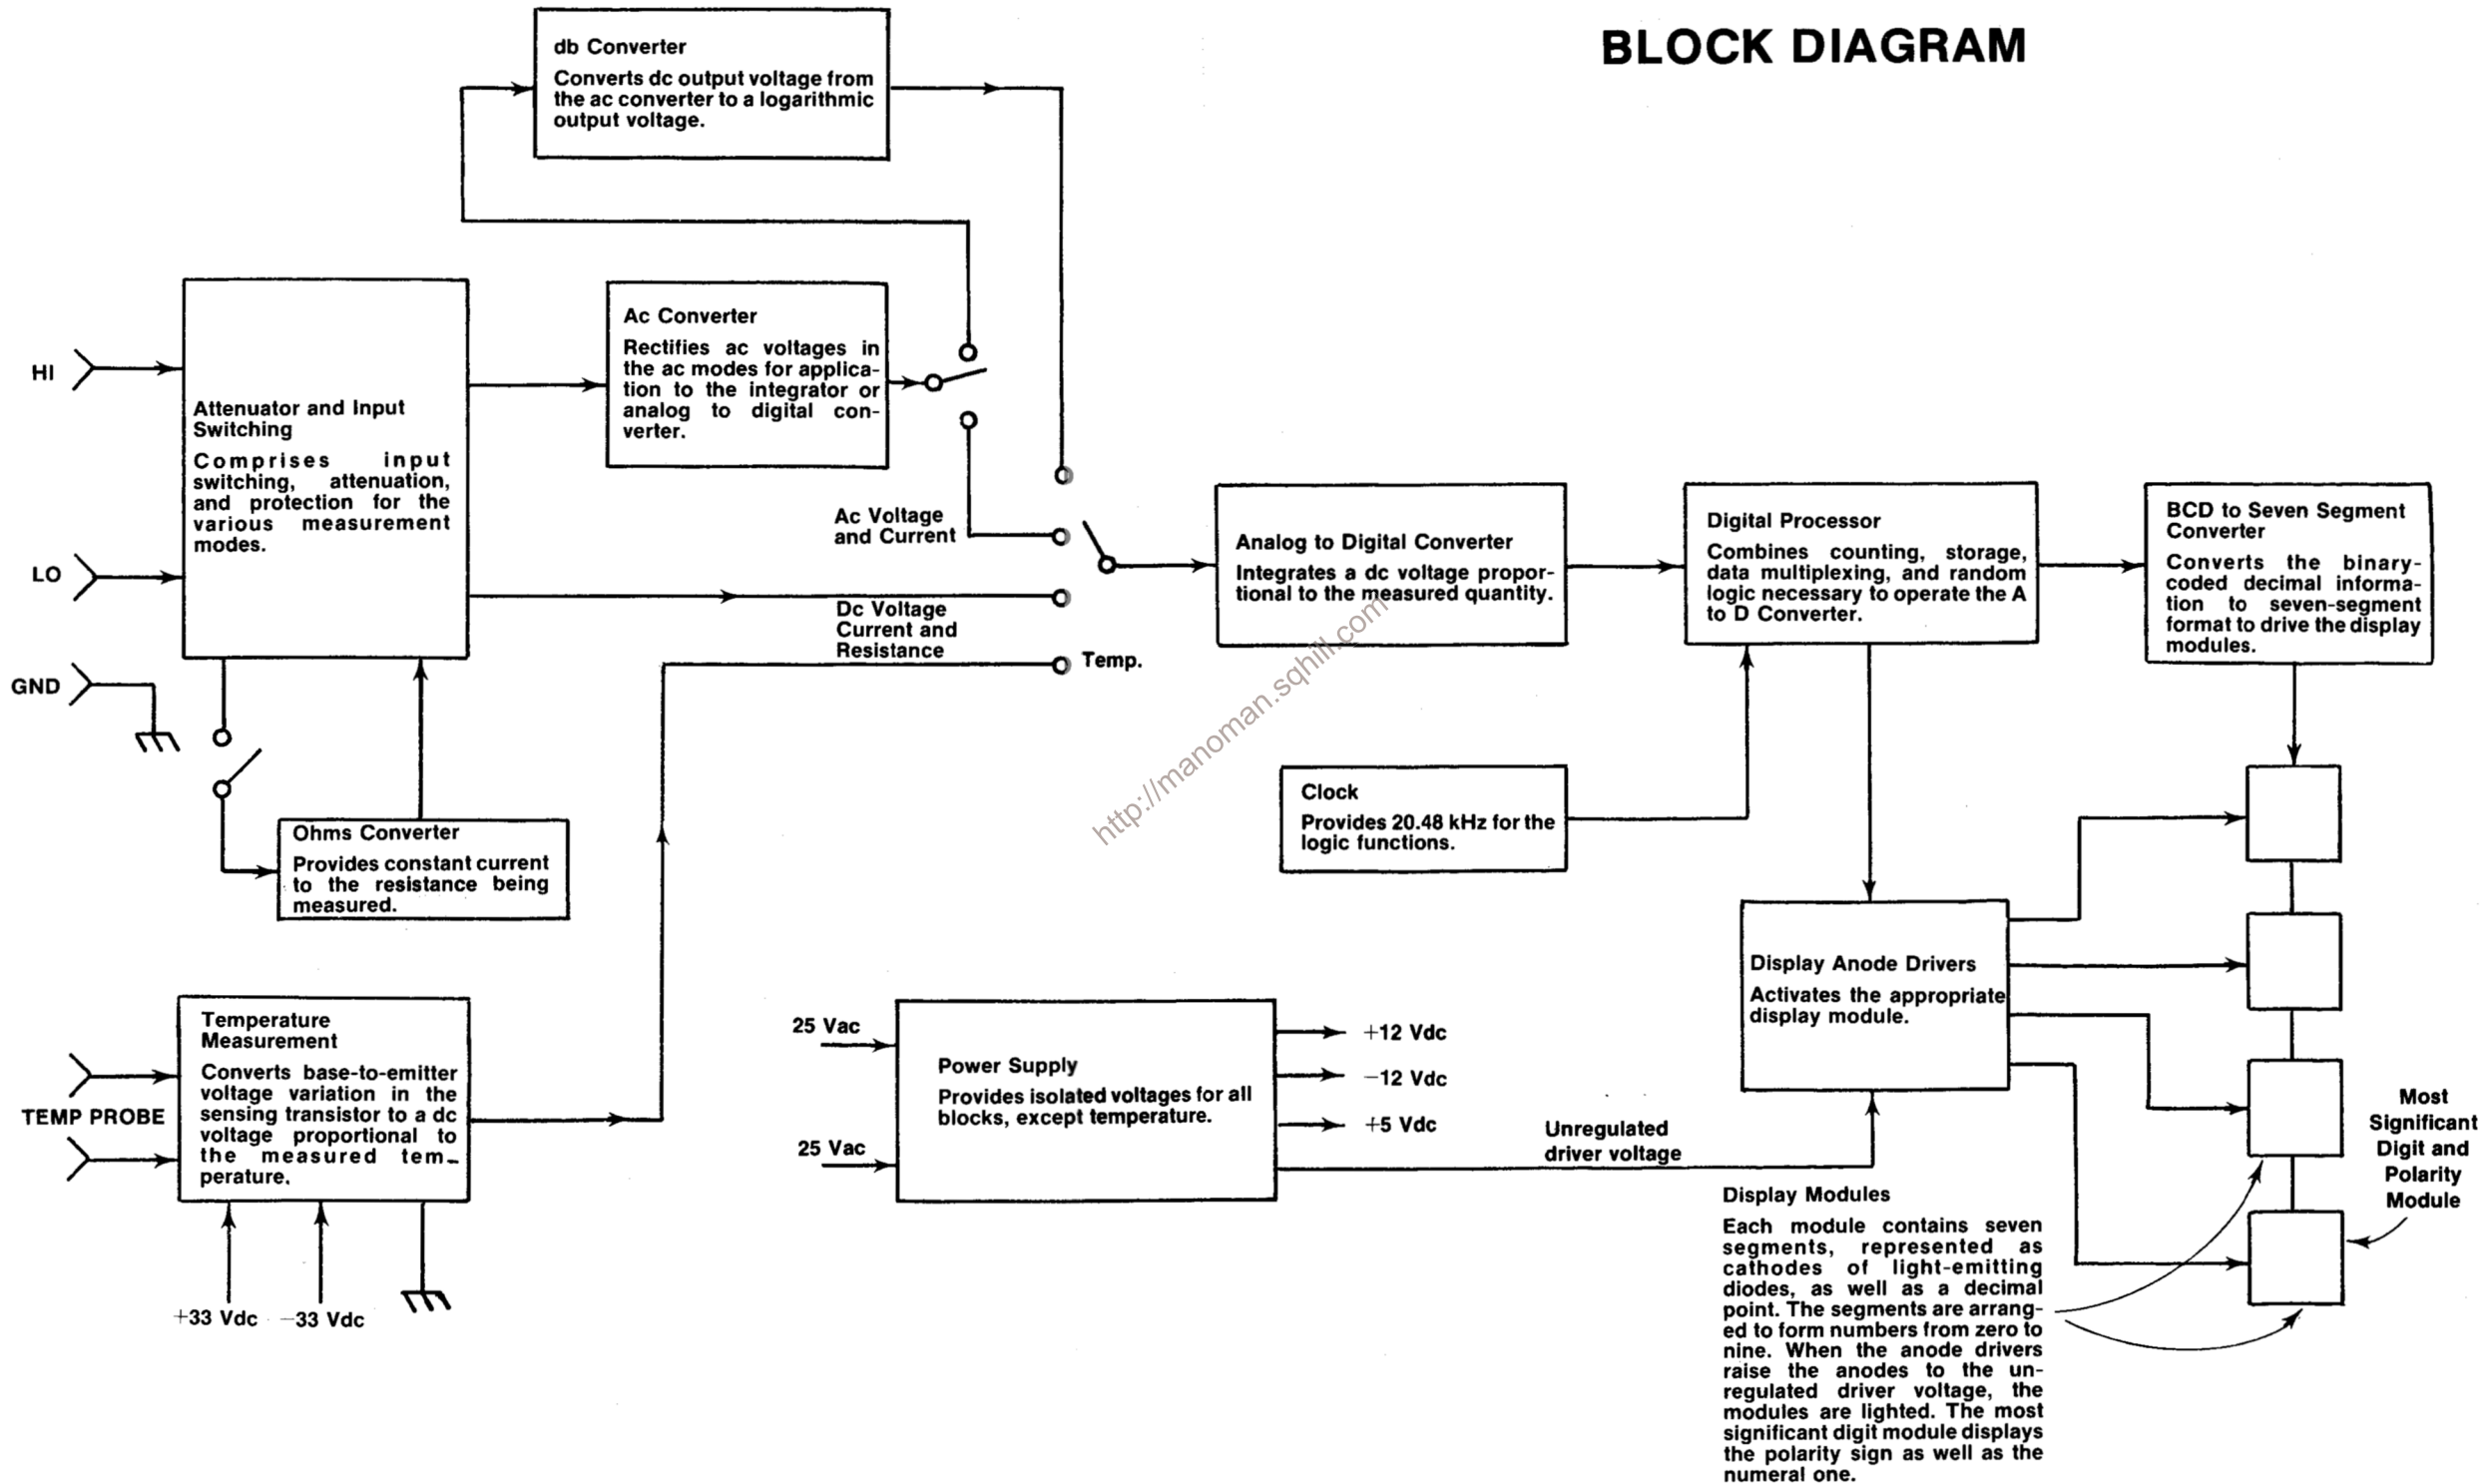 BLOCK DIAGRAM
db Converter
Converts dc output voltage from
the ac converter to a logarithmic
output voltage.
HI
LO
GND
Attenuator and Input
Switching
Comprises input
switching, attenuation,
and protection for the
various measurement
modes.
Ac Converter
Rectifies ac voltages in
the ac modes for applica-
tion to the integrator or
analog to digital con-
verter.
Ac Voltage
and Current
Dc Voltage
Current and
Resistance
Temp.
Analog to Digital Converter
Integrates a dc voltage propor-
tional to the measured quantity.
Digital Processor
Combines counting, storage,
data multiplexing, and random
logic necessary to operate the A
to D Converter.
BCD to Seven Segment
Converter
Converts the binary-
coded decimal informa-
tion to seven-segment
format to drive the display
modules.
http://manoman.sqhill.com
Ohms Converter
Provides constant current
to the resistance being
measured.
Clock
Provides 20.48 kHz for the
logic functions.
Display Anode Drivers
Activates the appropriate
display module.
TEMP PROBE
Temperature
Measurement
Converts base-to-emitter
voltage variation in the
sensing transistor to a dc
voltage proportional to
the measured tem-
perature.
+33 Vdc
-33 Vdc
25 Vac
25 Vac
Power Supply
Provides isolated voltages for all
blocks, except temperature.
+12 Vdc
-12 Vdc
+5 Vdc
Unregulated
driver voltage
Most
Significant
Digit and
Polarity
Module
Display Modules
Each module contains seven
segments, represented as
cathodes of light-emitting
diodes, as well as a decimal
point. The segments are arrang-
ed to form numbers from zero to
nine. When the anode drivers
raise the anodes to the un-
regulated driver voltage, the
modules are lighted. The most
significant digit module displays
the polarity sign as well as the
numeral one.